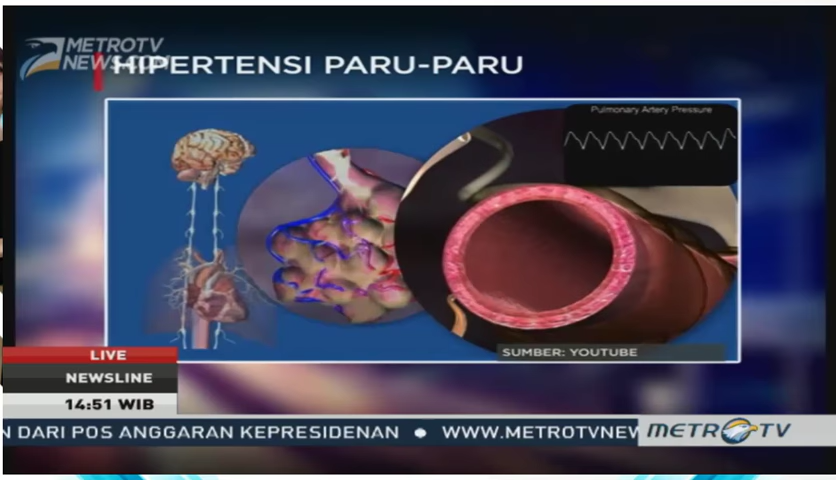 METROTV
NEWS.COM
HIPERTENSI PARU-PARU
Pulmonary Artery Pressure
SUMBER: YOUTUBE
LIVE
NEWSLINE
14:51 WIB
N DARI POS ANGGARAN KEPRESIDENAN ● WWW.METROTVNEW
METRO TV